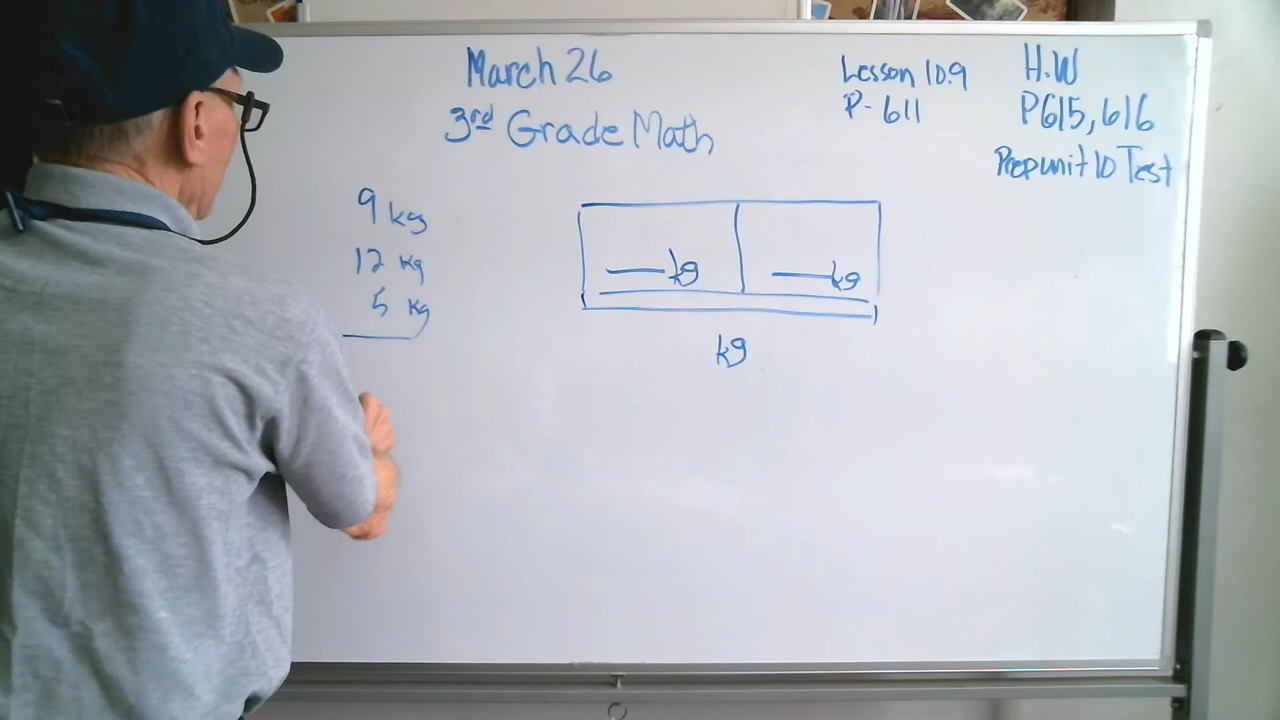 March 26
3rd Grade Math
Lesson 10.9
P-611
H.W
P615,616
Prep unit 10 Test
9 kg
12 kg
5 kg
kg kg
kg